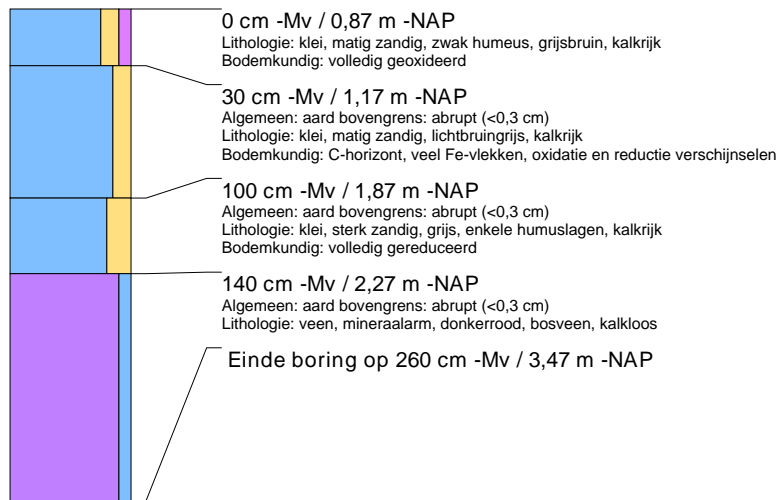 0 cm -Mv / 0,87 m -NAP
Lithologie: klei, matig zandig, zwak humeus, grijsbruin, kalkrijk
Bodemkundig: volledig geoxideerd
30 cm -Mv / 1,17 m -NAP
Algemeen: aard bovengrens: abrupt (<0,3 cm)
Lithologie: klei, matig zandig, lichtbruingrijs, kalkrijk
Bodemkundig: C-horizont, veel Fe-vlekken, oxidatie en reductie verschijnselen
100 cm -Mv / 1,87 m -NAP
Algemeen: aard bovengrens: abrupt (<0,3 cm)
Lithologie: klei, sterk zandig, grijs, enkele humuslagen, kalkrijk
Bodemkundig: volledig gereduceerd
140 cm -Mv / 2,27 m -NAP
Algemeen: aard bovengrens: abrupt (<0,3 cm)
Lithologie: veen, mineraalarm, donkerrood, bosveen, kalkloos
Einde boring op 260 cm -Mv / 3,47 m -NAP